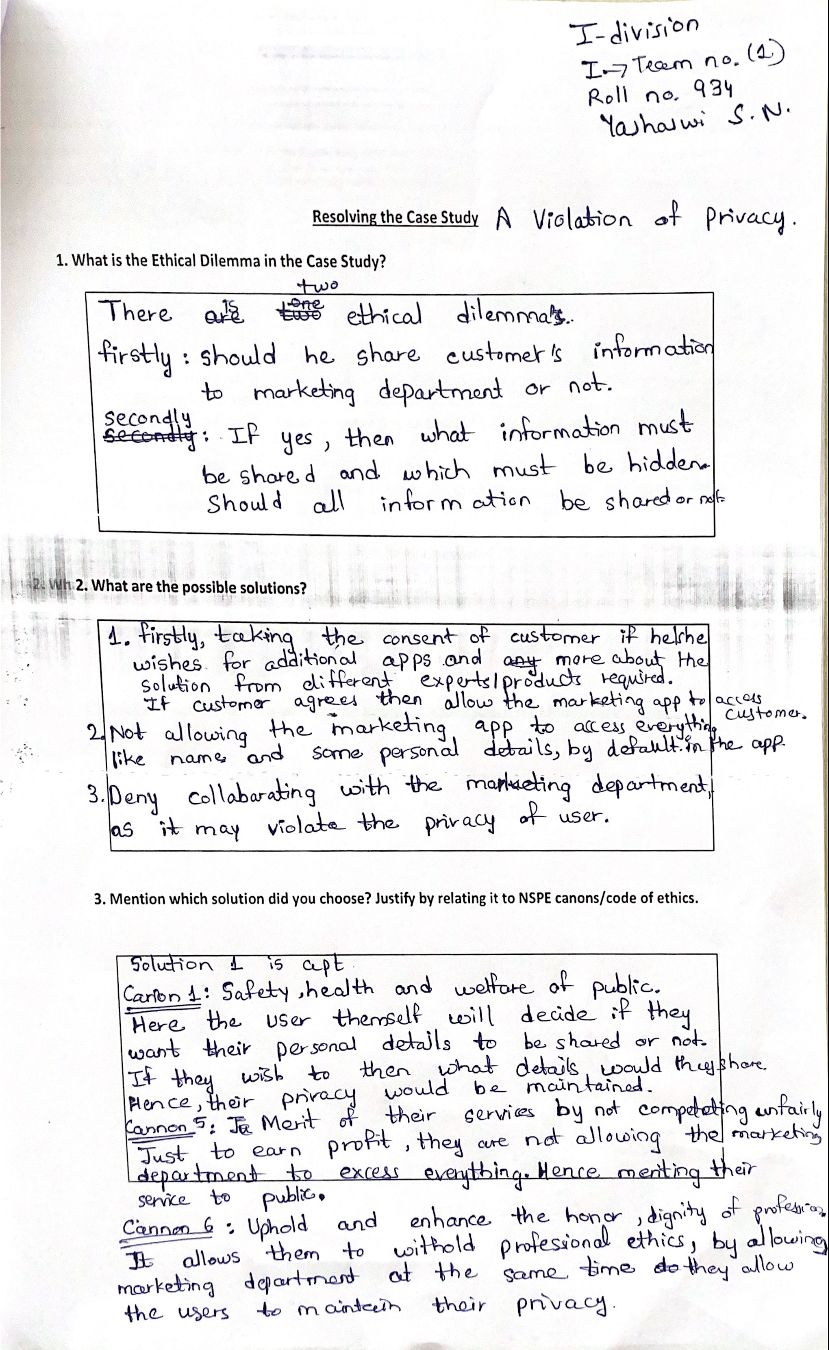 I-division
I → Team no. (1)
Roll no. 934
Yashaswi S.N.
Resolving the Case Study A Violation of Privacy.
1. What is the Ethical Dilemma in the Case Study?
two
There is ethical dilemma's.
firstly : should he share customer's information
to marketing department or not.
secondly
: If yes, then what information must
be shared and which must be hidden.
Should all information be shared or not.
2. Wh 2. What are the possible solutions?
1. firstly, taking the consent of customer if he/she
wishes for additional apps and more about the
solution from different experts/products required.
If customer agrees then allow the marketing app to access
customer.
2. Not allowing the marketing app to access everything
like name and some personal details, by default in the app.
3. Deny collabarating with the marketing department,
as it may violate the privacy of user.
3. Mention which solution did you choose? Justify by relating it to NSPE canons/code of ethics.
Solution 1 is apt.
Canon 1: Safety, health and welfare of public.
Here the user themself will decide if they
want their personal details to be shared or not.
If they wish to then what details, would they share.
Hence, their privacy would be maintained.
Cannon 5: Merit of their services by not competeting unfairly
Just to earn profit, they are not allowing the marketing
department to excess everything. Hence meriting their
service to public.
Cannon 6 : Uphold and enhance the honor, dignity of profession
It allows them to withold professional ethics, by allowing
marketing department at the same time they allow
the users to maintain their privacy.